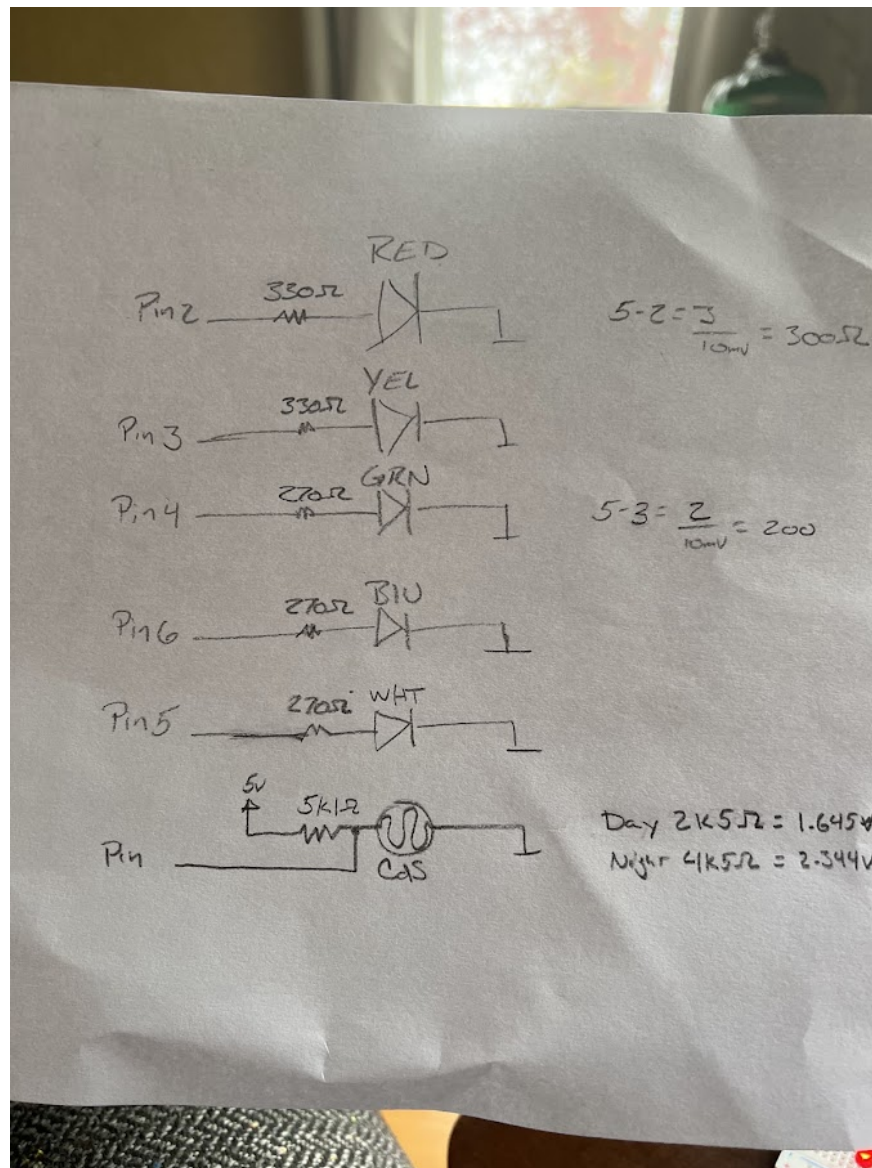 RED
Pin2 330Ω 5-2=3/10mV = 300Ω
YEL
Pin 3 330Ω
GRN
Pin4 270Ω 5-3=2/10mV = 200
BlU
Pin6 270Ω
WHT
Pin5 270Ω
5v
5k1Ω
Pin
CdS
Day 2K5Ω = 1.645v
Night 4K5Ω = 2.344v